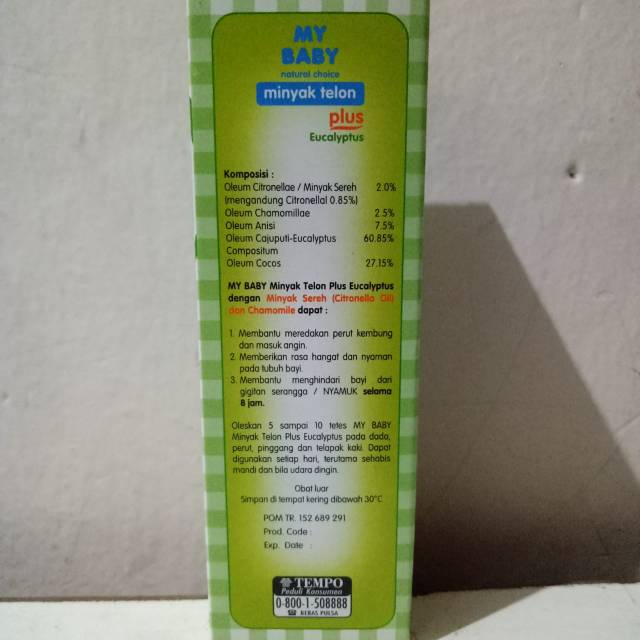 MY
BABY
natural choice
minyak telon
plus
Eucalyptus
Komposisi :
Oleum Citronellae / Minyak Sereh 2.0%
(mengandung Citronellal 0.85%)
Oleum Chamomillae 2.5%
Oleum Anisi 7.5%
Oleum Cajuputi-Eucalyptus 60.85%
Compositum
Oleum Cocos 27.15%
MY BABY Minyak Telon Plus Eucalyptus
dengan Minyak Sereh (Citronella Oil)
dan Chamomile dapat :
1. Membantu meredakan perut kembung
dan masuk angin.
2. Memberikan rasa hangat dan nyaman
pada tubuh bayi.
3. Membantu menghindari bayi dari
gigitan serangga / NYAMUK selama
8 jam.
Oleskan 5 sampai 10 tetes MY BABY
Minyak Telon Plus Eucalyptus pada dada,
perut, pinggang dan telapak kaki. Dapat
digunakan setiap hari, terutama sehabis
mandi dan bila udara dingin.
Obat luar
Simpan di tempat kering dibawah 30°C
POM TR. 152 689 291
Prod. Code :
Exp. Date :
TEMPO
Peduli Konsumen
0-800-1-508888
BEBAS PULSA